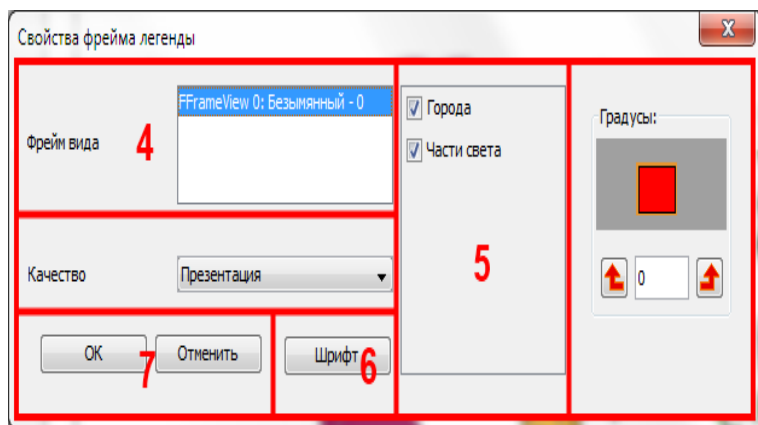 Свойства фрейма легенды
x
FFrameView 0: Безымянный - 0
Фрейм вида
4
Города
Части света
5
Градусы:
0
Качество
Презентация
ОК
Отменить
7
Шрифт
6